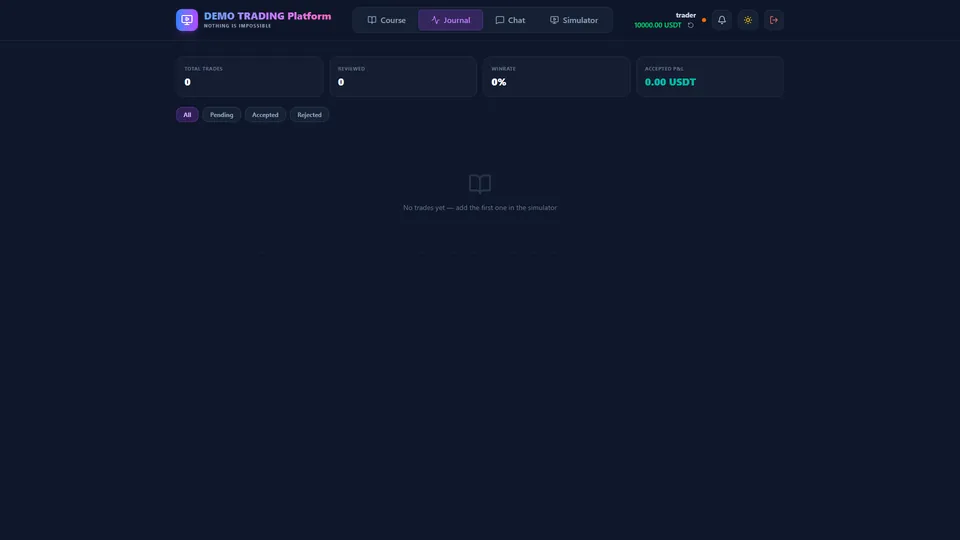 DEMO TRADING Platform
NOTHING IS IMPOSSIBLE
Course
Journal
Chat
Simulator
trader
10000.00 USDT
TOTAL TRADES
0
REVIEWED
0
WINRATE
0%
ACCEPTED P&L
0.00 USDT
All
Pending
Accepted
Rejected
No trades yet — add the first one in the simulator